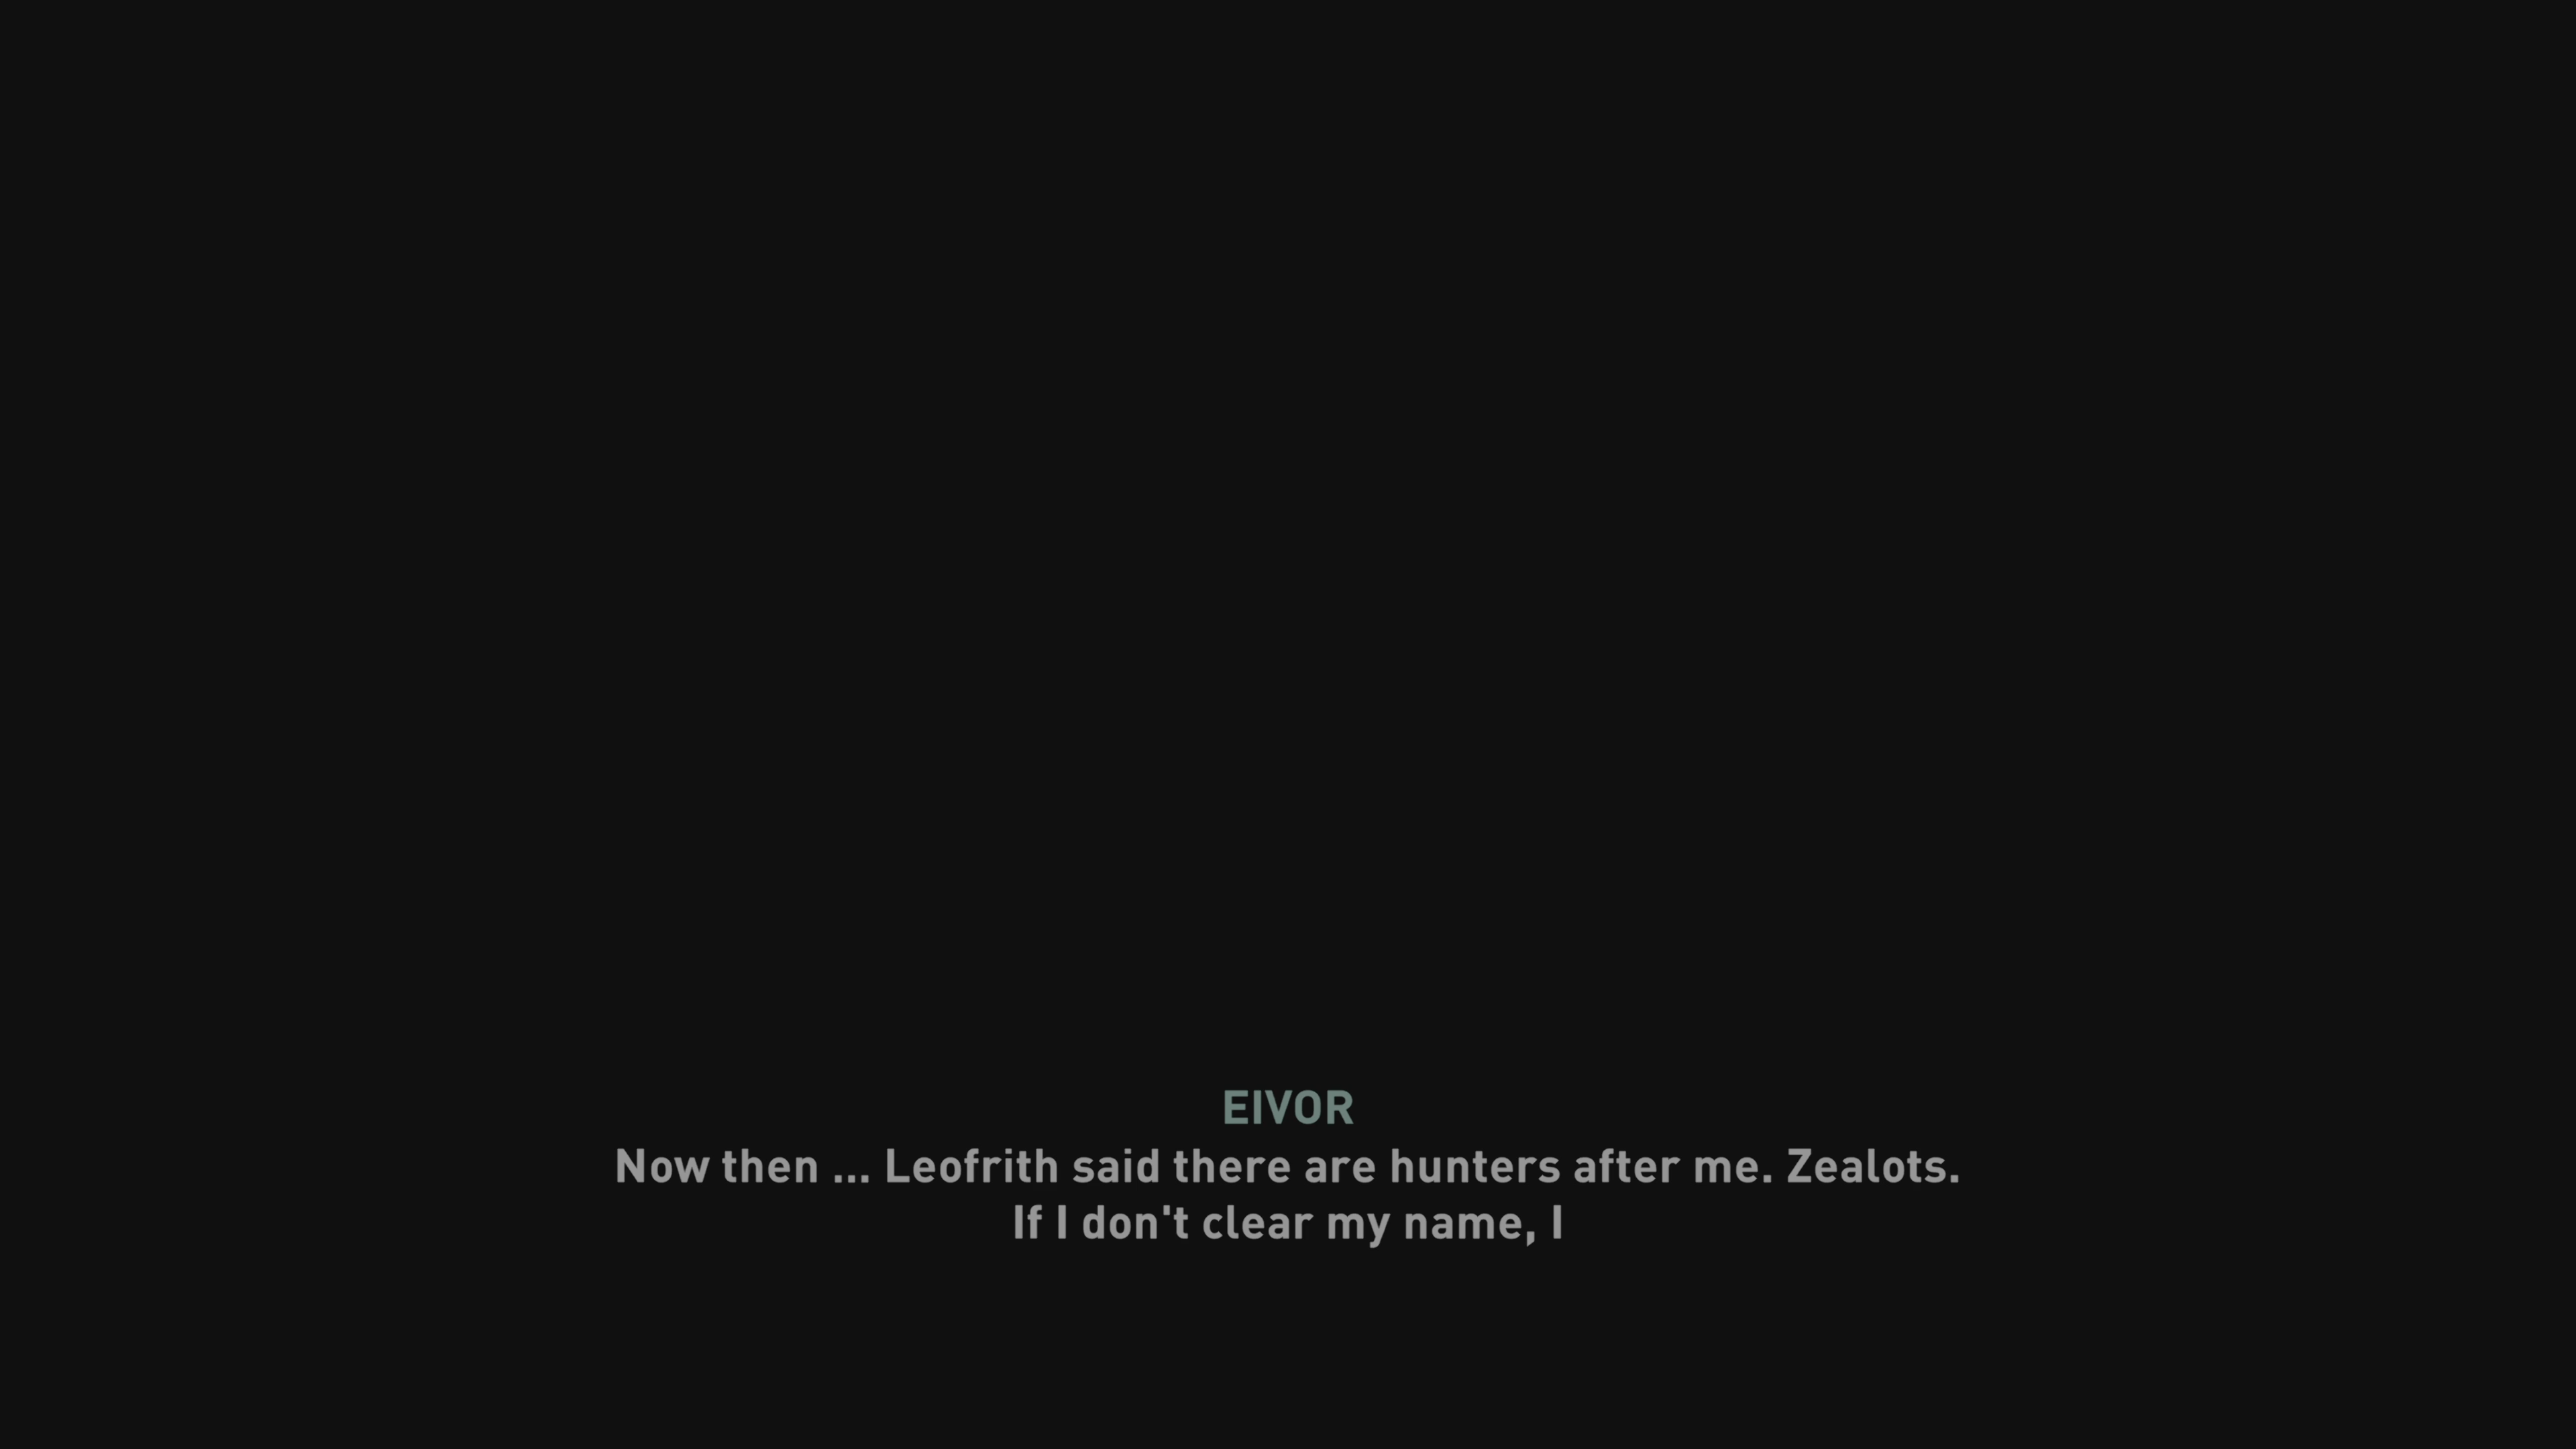 EIVOR
Now then ... Leofrith said there are hunters after me. Zealots.
If I don't clear my name, I